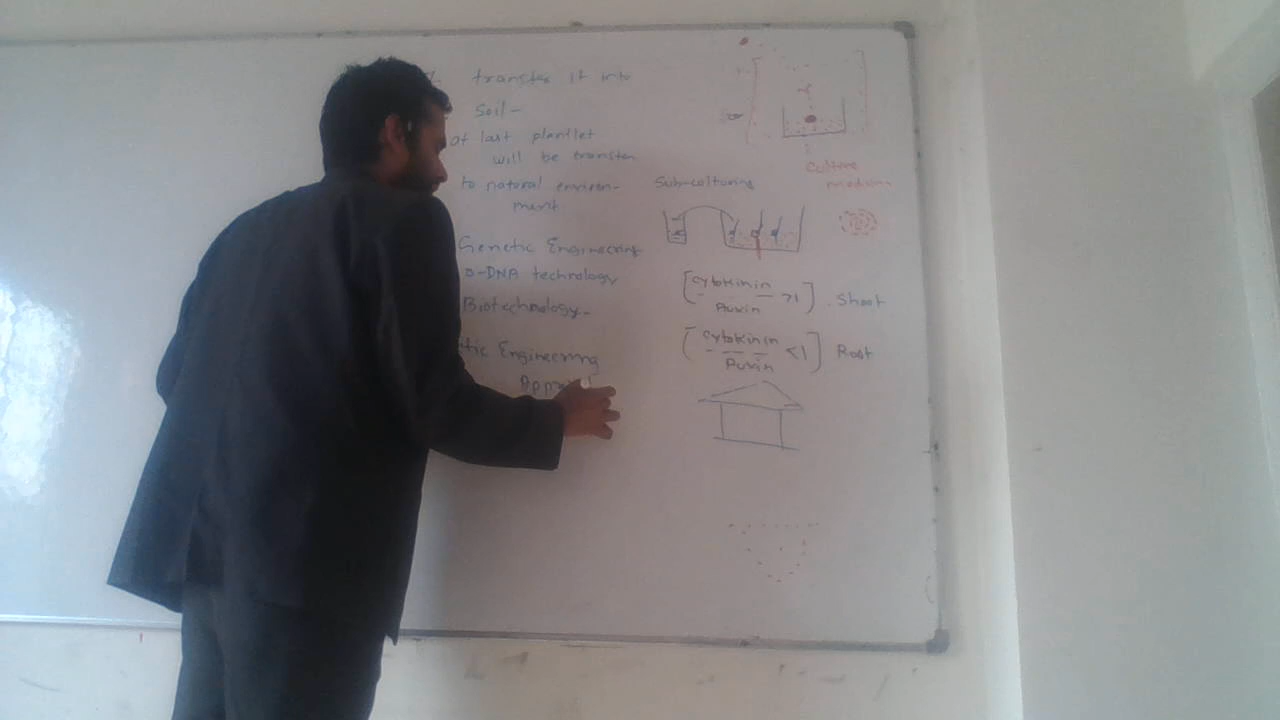 transfer it into
Soil-
at last plantlet
will be transfer
to natural environ-
ment.
Genetic Engineering
D-DNA technology
Biotechnology-
tic Engineering
Culture
medium
Sub-culturing
[Cytokinin / Auxin >1] Shoot
[Cytokinin / Auxin <1] Root